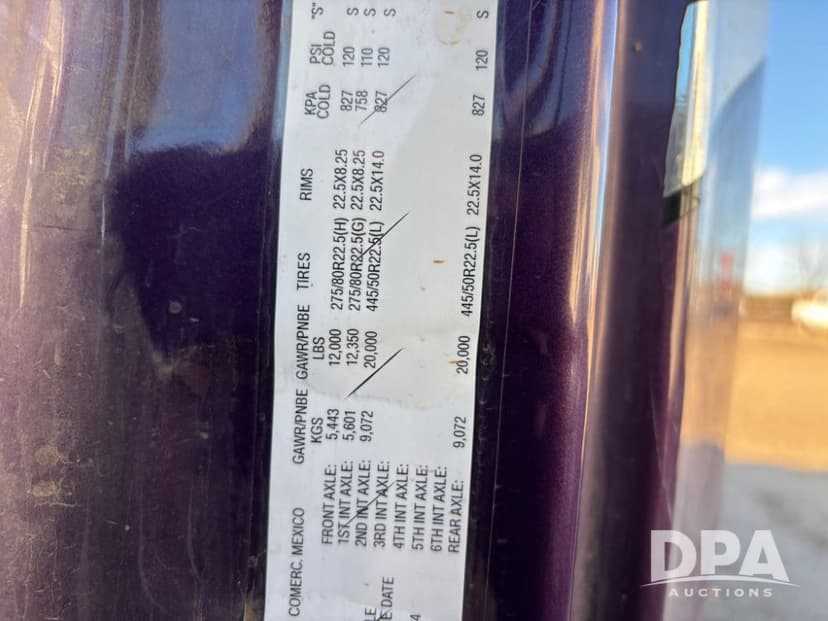 COMERC. MEXICO
GAWR/PNBE GAWR/PNBE TIRES RIMS KPA PSI "S"
KGS LBS COLD COLD
FRONT AXLE: 5,443 12,000 275/80R22.5(H) 22.5X8.25 827 120 S
1ST INT AXLE: 5,601 12,350 275/80R22.5(G) 22.5X8.25 758 110 S
2ND INT AXLE: 9,072 20,000 445/50R22.5(L) 22.5X14.0 827 120 S
3RD INT AXLE:
4TH INT AXLE:
5TH INT AXLE:
6TH INT AXLE:
REAR AXLE: 9,072 20,000 445/50R22.5(L) 22.5X14.0 827 120 S
LE
E DATE
4
DPA
AUCTIONS